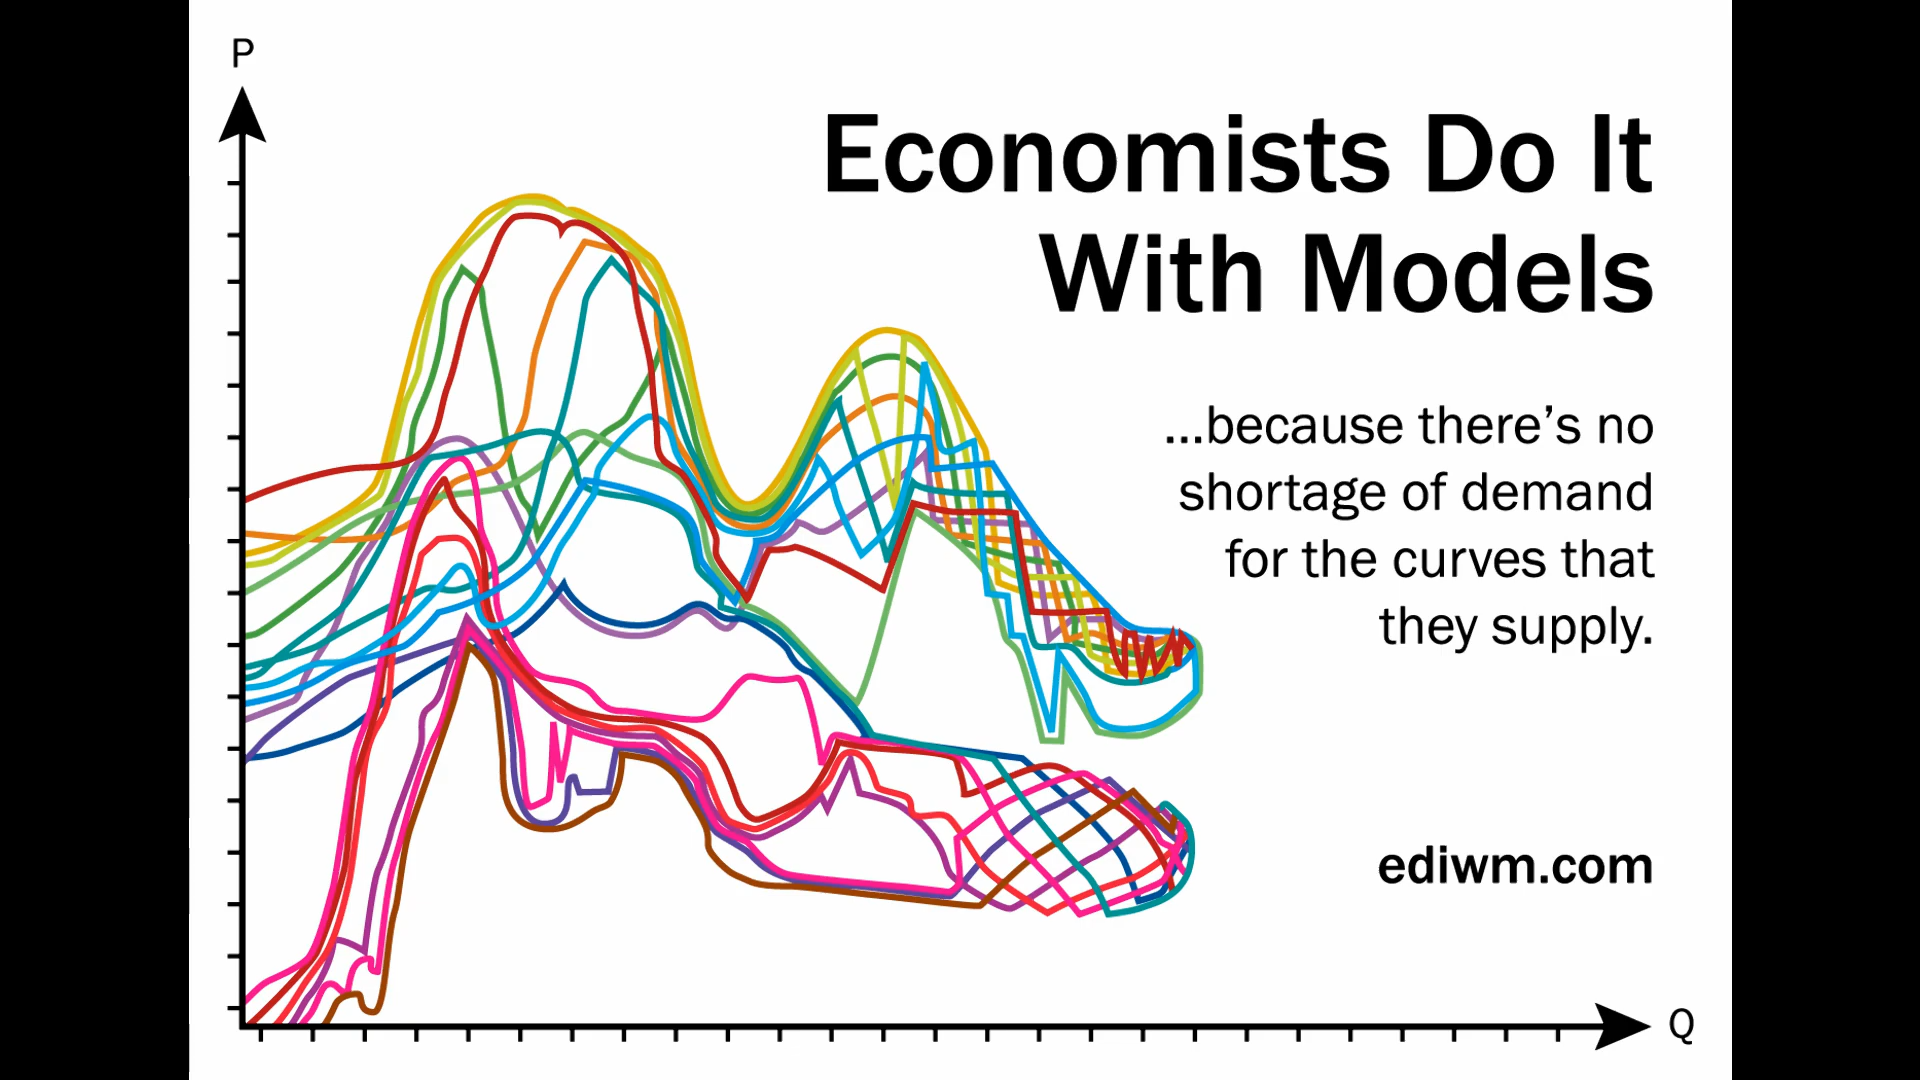 P
Economists Do It
With Models
...because there’s no
shortage of demand
for the curves that
they supply.
ediwm.com
Q